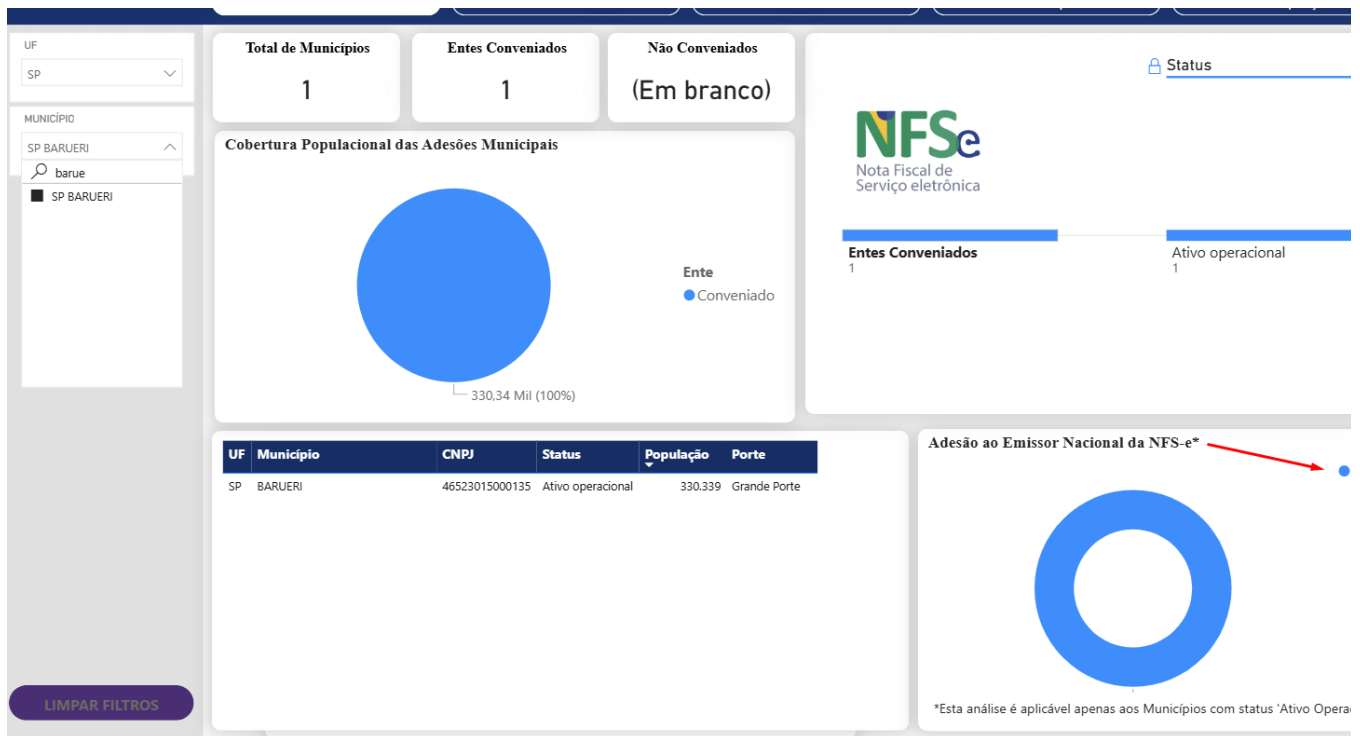 UF
SP
MUNICÍPIO
SP BARUERI
barue
SP BARUERI
LIMPAR FILTROS
Total de Municípios
1
Entes Conveniados
1
Não Conveniados
(Em branco)
Cobertura Populacional das Adesões Municipais
Ente
Conveniado
330,34 Mil (100%)
Status
NFSe
Nota Fiscal de
Serviço eletrônica
Entes Conveniados
1
Ativo operacional
1
UF Município CNPJ Status População Porte
SP BARUERI 46523015000135 Ativo operacional 330.339 Grande Porte
Adesão ao Emissor Nacional da NFS-e*
*Esta análise é aplicável apenas aos Municípios com status 'Ativo Opera